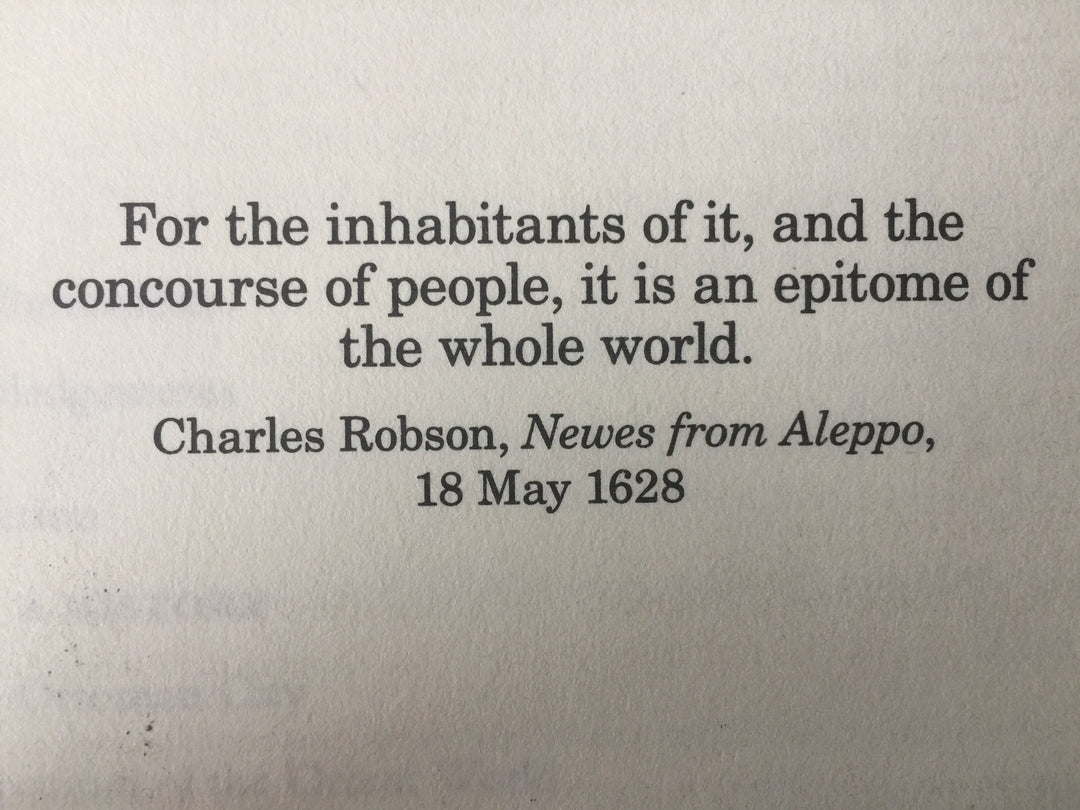 For the inhabitants of it, and the
concourse of people, it is an epitome of
the whole world.
Charles Robson, Newes from Aleppo,
18 May 1628